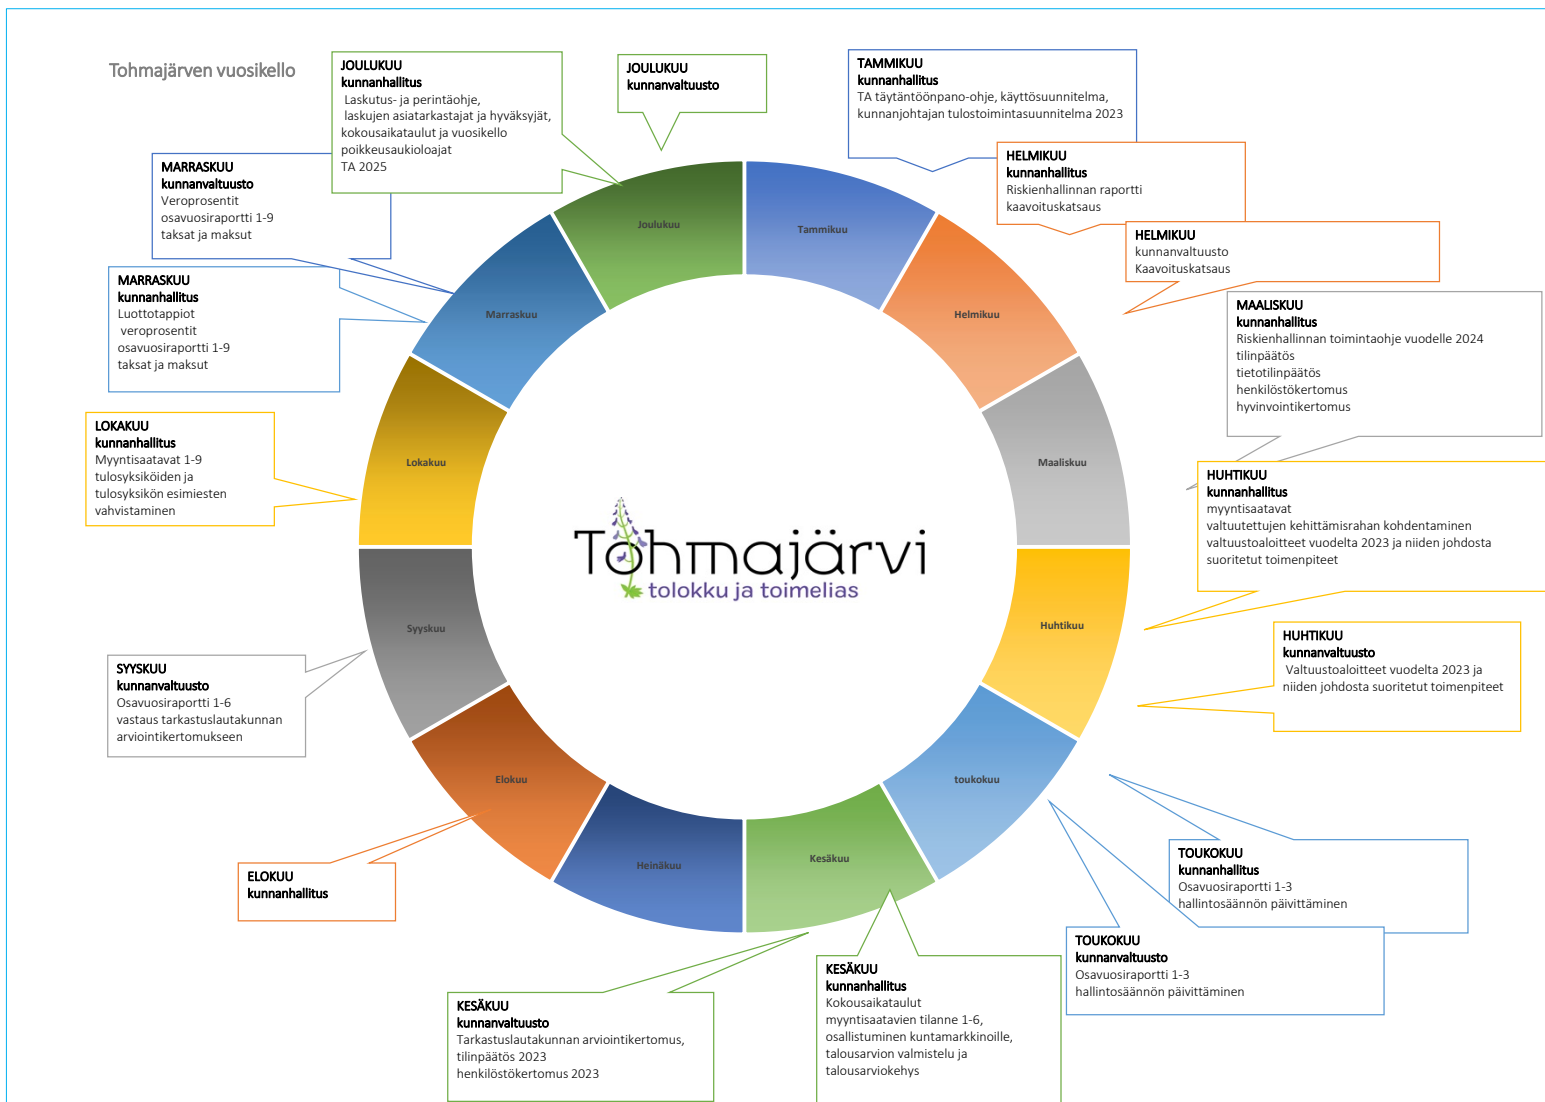 Tohmajärven vuosikello
JOULUKUU
kunnanhallitus
Laskutus- ja perintäohje,
laskujen asiatarkastajat ja hyväksyjät,
kokousaikataulut ja vuosikello
poikkeusaukioloajat
TA 2025
JOULUKUU
kunnanvaltuusto
TAMMIKUU
kunnanhallitus
TA täytäntöönpano-ohje, käyttösuunnitelma,
kunnanjohtajan tulostoimintasuunnitelma 2023
HELMIKUU
kunnanhallitus
Riskienhallinnan raportti
kaavoituskatsaus
HELMIKUU
kunnanvaltuusto
Kaavoituskatsaus
MAALISKUU
kunnanhallitus
Riskienhallinnan toimintaohje vuodelle 2024
tilinpäätös
tietotilinpäätös
henkilöstökertomus
hyvinvointikertomus
HUHTIKUU
kunnanhallitus
myyntisaatavat
valtuutettujen kehittämisrahan kohdentaminen
valtuustoaloitteet vuodelta 2023 ja niiden johdosta
suoritetut toimenpiteet
HUHTIKUU
kunnanvaltuusto
Valtuustoaloitteet vuodelta 2023 ja
niiden johdosta suoritetut toimenpiteet
TOUKOKUU
kunnanhallitus
Osavuosiraportti 1-3
hallintosäännön päivittäminen
TOUKOKUU
kunnanvaltuusto
Osavuosiraportti 1-3
hallintosäännön päivittäminen
KESÄKUU
kunnanhallitus
Kokousaikataulut
myyntisaatavien tilanne 1-6,
osallistuminen kuntamarkkinoille,
talousarvion valmistelu ja
talousarviokehys
KESÄKUU
kunnanvaltuusto
Tarkastuslautakunnan arviointikertomus,
tilinpäätös 2023
henkilöstökertomus 2023
ELOKUU
kunnanhallitus
SYYSKUU
kunnanvaltuusto
Osavuosiraportti 1-6
vastaus tarkastuslautakunnan
arviointikertomukseen
LOKAKUU
kunnanhallitus
Myyntisaatavat 1-9
tulosyksiköiden ja
tulosyksikön esimiesten
vahvistaminen
MARRASKUU
kunnanhallitus
Luottotappiot
veroprosentit
osavuosiraportti 1-9
taksat ja maksut
MARRASKUU
kunnanvaltuusto
Veroprosentit
osavuosiraportti 1-9
taksat ja maksut
Tammikuu
Helmikuu
Maaliskuu
Huhtikuu
toukokuu
Kesäkuu
Heinäkuu
Elokuu
Syyskuu
Lokakuu
Marraskuu
Joulukuu
Tohmajärvi
tolokku ja toimelias